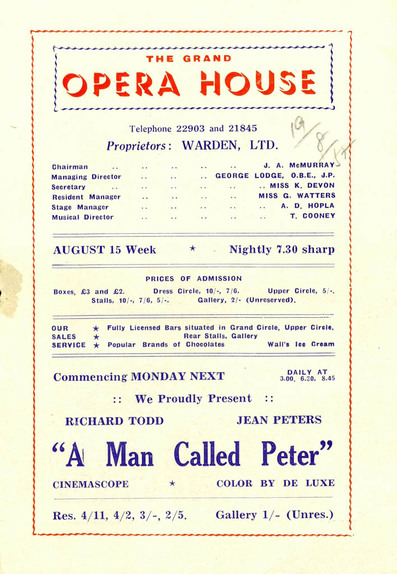 THE GRAND
OPERA HOUSE
Telephone 22903 and 21845
Proprietors: WARDEN, LTD.
Chairman .. .. .. .. .. J. A. McMURRAY
Managing Director .. .. .. GEORGE LODGE, O.B.E., J.P.
Secretary .. .. .. .. .. .. MISS K. DEVON
Resident Manager .. .. .. .. MISS G. WATTERS
Stage Manager .. .. .. .. A. D. HOPLA
Musical Director .. .. .. .. T. COONEY
19/8/55
AUGUST 15 Week ★ Nightly 7.30 sharp
PRICES OF ADMISSION
Boxes, £3 and £2. Dress Circle, 10/-, 7/6. Upper Circle, 5/-.
Stalls, 10/-, 7/6, 5/-. Gallery, 2/- (Unreserved).
OUR ★ Fully Licensed Bars situated in Grand Circle, Upper Circle,
SALES ★ Rear Stalls, Gallery
SERVICE ★ Popular Brands of Chocolates Wall's Ice Cream
Commencing MONDAY NEXT DAILY AT
3.00, 6.20, 8.45
:: We Proudly Present ::
RICHARD TODD JEAN PETERS
"A Man Called Peter"
CINEMASCOPE ★ COLOR BY DE LUXE
Res. 4/11, 4/2, 3/-, 2/5. Gallery 1/- (Unres.)